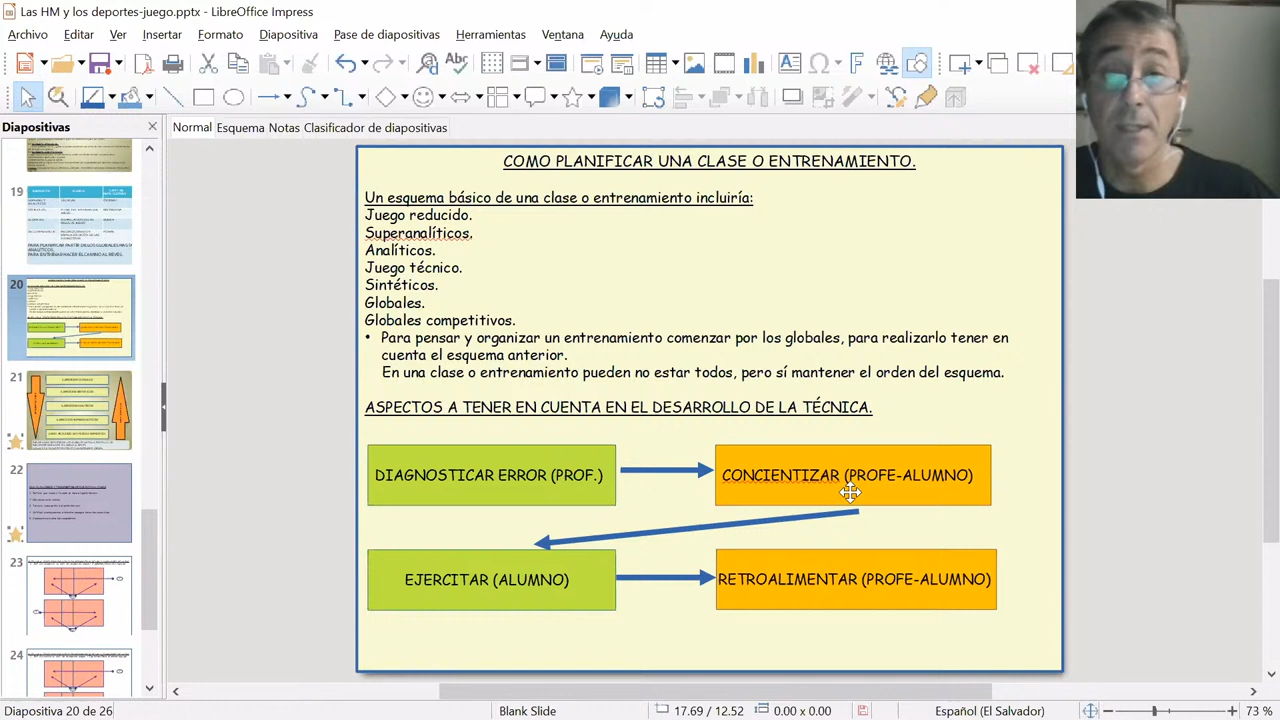 Las HM y los deportes-juego.pptx - LibreOffice Impress
Archivo Editar Ver Insertar Formato Diapositiva Pase de diapositivas Herramientas Ventana Ayuda
Diapositivas
Normal Esquema Notas Clasificador de diapositivas
19
20
21
22
23
24
COMO PLANIFICAR UNA CLASE O ENTRENAMIENTO.
Un esquema básico de una clase o entrenamiento incluiría:
Juego reducido.
Superanalíticos.
Analíticos.
Juego técnico.
Sintéticos.
Globales.
Globales competitivos.
• Para pensar y organizar un entrenamiento comenzar por los globales, para realizarlo tener en
cuenta el esquema anterior.
En una clase o entrenamiento pueden no estar todos, pero sí mantener el orden del esquema.
ASPECTOS A TENER EN CUENTA EN EL DESARROLLO DE LA TÉCNICA.
DIAGNOSTICAR ERROR (PROF.)
CONCIENTIZAR (PROFE-ALUMNO)
EJERCITAR (ALUMNO)
RETROALIMENTAR (PROFE-ALUMNO)
Diapositiva 20 de 26
Blank Slide
17.69 / 12.52
0.00 x 0.00
Español (El Salvador)
73 %